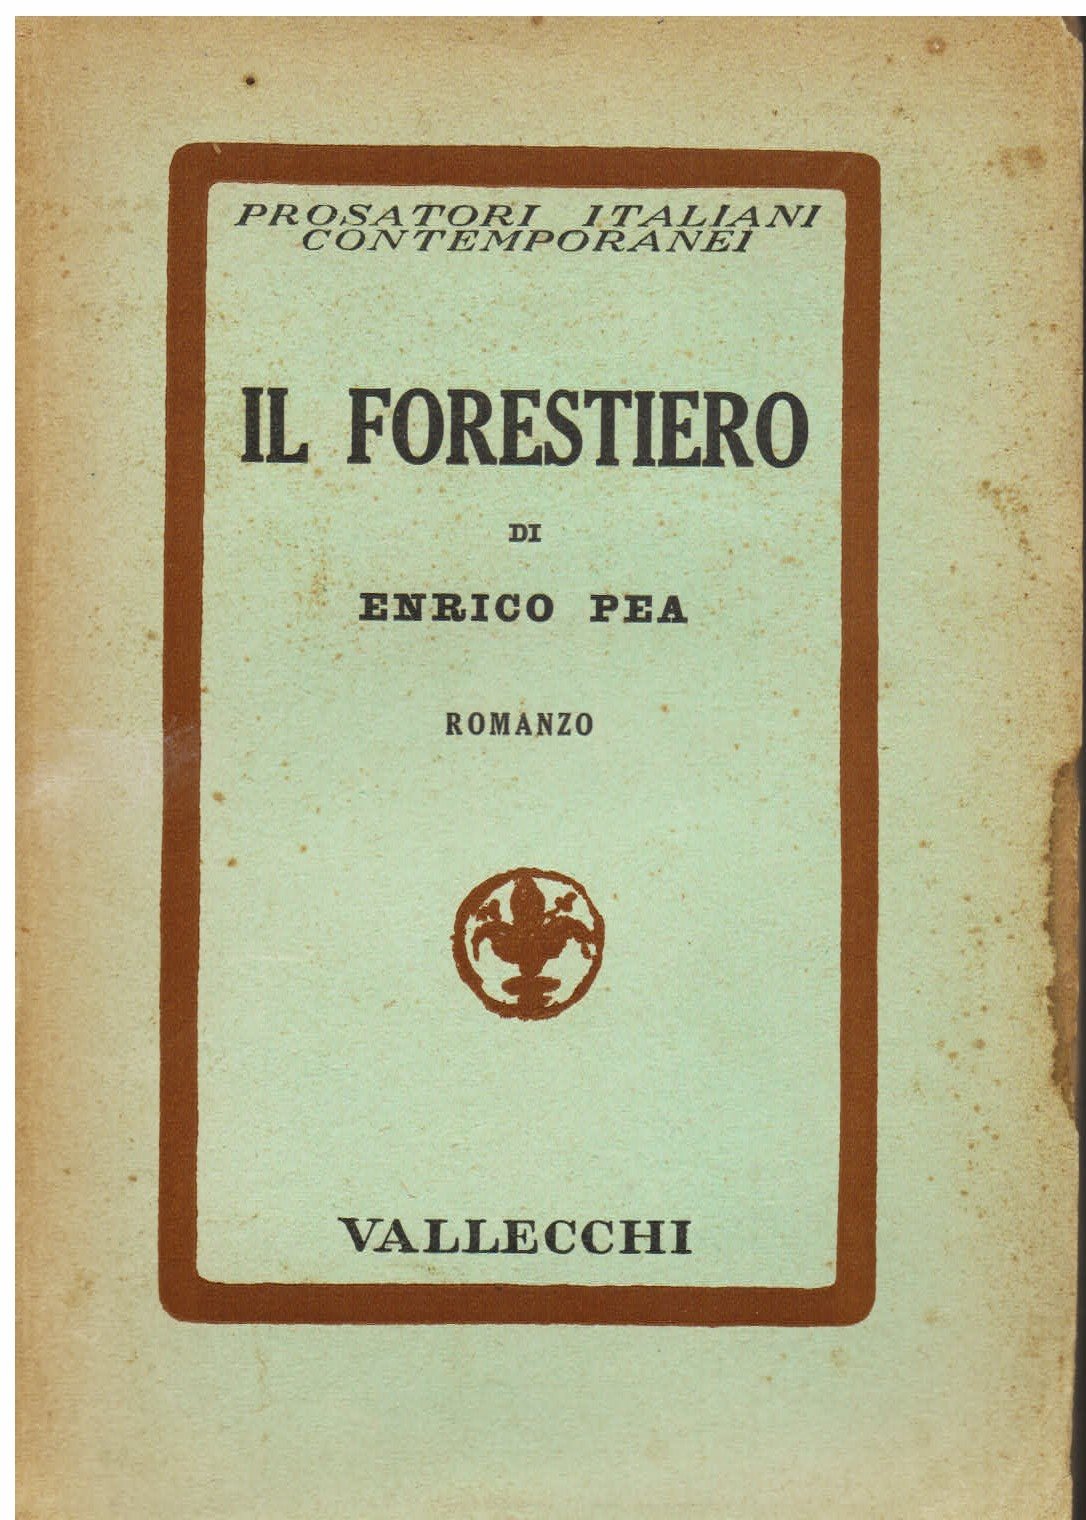 PROSATORI ITALIANI
CONTEMPORANEI
IL FORESTIERO
DI
ENRICO PEA
ROMANZO
VALLECCHI